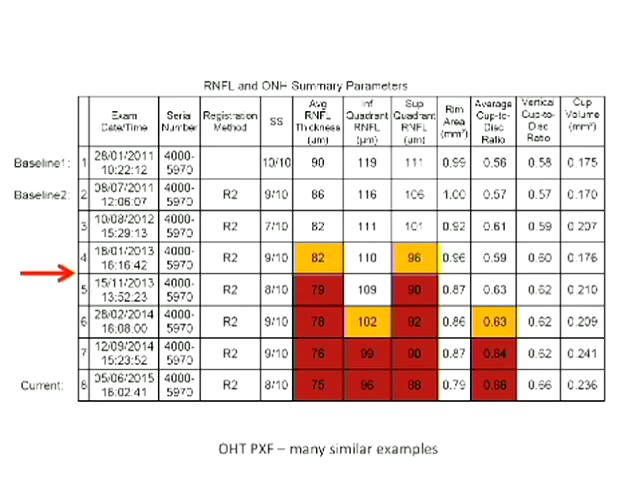 RNFL and ONH Summary Parameters
Exam Date/Time Serial Number Registration Method SS Avg RNFL Thickness (µm) Inf Quadrant RNFL (µm) Sup Quadrant RNFL (µm) Rim Area (mm²) Average Cup-to-Disc Ratio Vertical Cup-to-Disc Ratio Cup Volume (mm³)
Baseline1: 1 28/01/2011 10:22:12 4000-5970 10/10 90 119 111 0.99 0.56 0.58 0.175
Baseline2: 2 08/07/2011 12:06:07 4000-5970 R2 9/10 86 116 106 1.00 0.57 0.57 0.170
3 10/08/2012 15:29:13 4000-5970 R2 7/10 82 111 101 0.92 0.61 0.59 0.207
4 18/01/2013 16:16:42 4000-5970 R2 9/10 82 110 96 0.96 0.59 0.60 0.176
5 15/11/2013 13:52:23 4000-5970 R2 8/10 79 109 90 0.87 0.63 0.62 0.210
6 28/02/2014 16:08:00 4000-5970 R2 9/10 78 102 92 0.86 0.63 0.62 0.209
7 12/09/2014 15:23:52 4000-5970 R2 9/10 76 99 90 0.87 0.64 0.62 0.241
Current: 8 05/06/2015 16:02:41 4000-5970 R2 8/10 75 96 88 0.79 0.66 0.66 0.236
OHT PXF – many similar examples